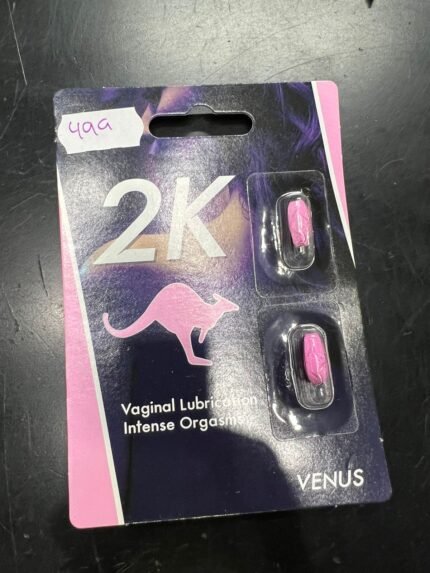 499
2K
Vaginal Lubrication
Intense Orgasms
VENUS